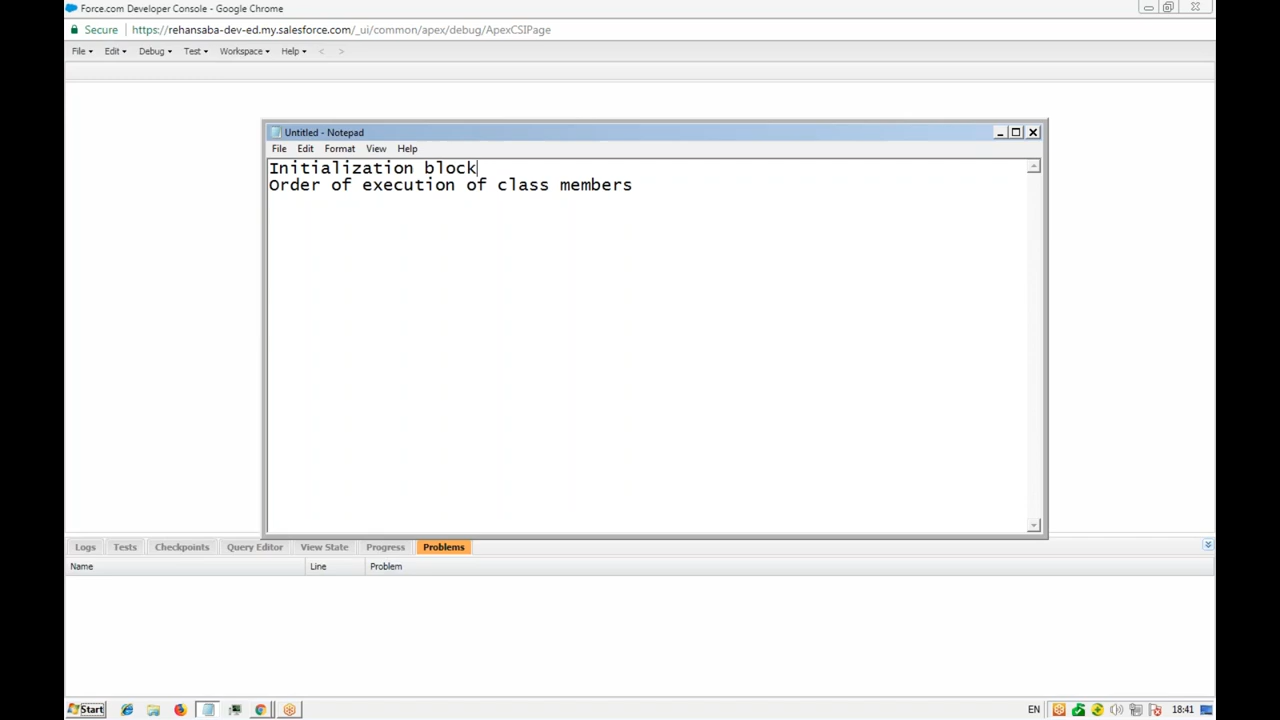 Force.com Developer Console - Google Chrome
Secure https://rehansaba-dev-ed.my.salesforce.com/_ui/common/apex/debug/ApexCSIPage
File Edit Debug Test Workspace Help < >
Untitled - Notepad
File Edit Format View Help
Initialization block
Order of execution of class members
Logs Tests Checkpoints Query Editor View State Progress Problems
Name Line Problem
Start EN 18:41